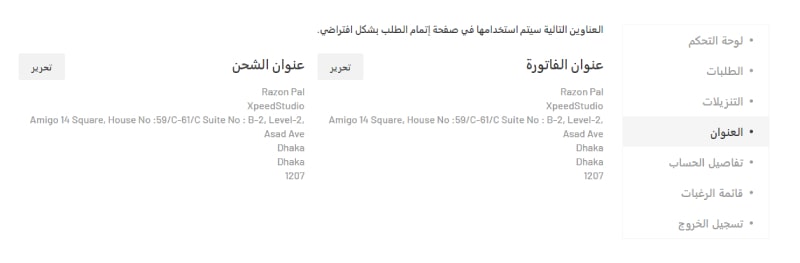 لوحة التحكم
الطلبات
التنزيلات
العنوان
تفاصيل الحساب
قائمة الرغبات
تسجيل الخروج
العناوين التالية سيتم استخدامها في صفحة إتمام الطلب بشكل افتراضي.
عنوان الفاتورة
تحرير
Razon Pal
XpeedStudio
Amigo 14 Square, House No :59/C-61/C Suite No : B-2, Level-2,
Asad Ave
Dhaka
Dhaka
1207
عنوان الشحن
تحرير
Razon Pal
XpeedStudio
Amigo 14 Square, House No :59/C-61/C Suite No : B-2, Level-2,
Asad Ave
Dhaka
Dhaka
1207